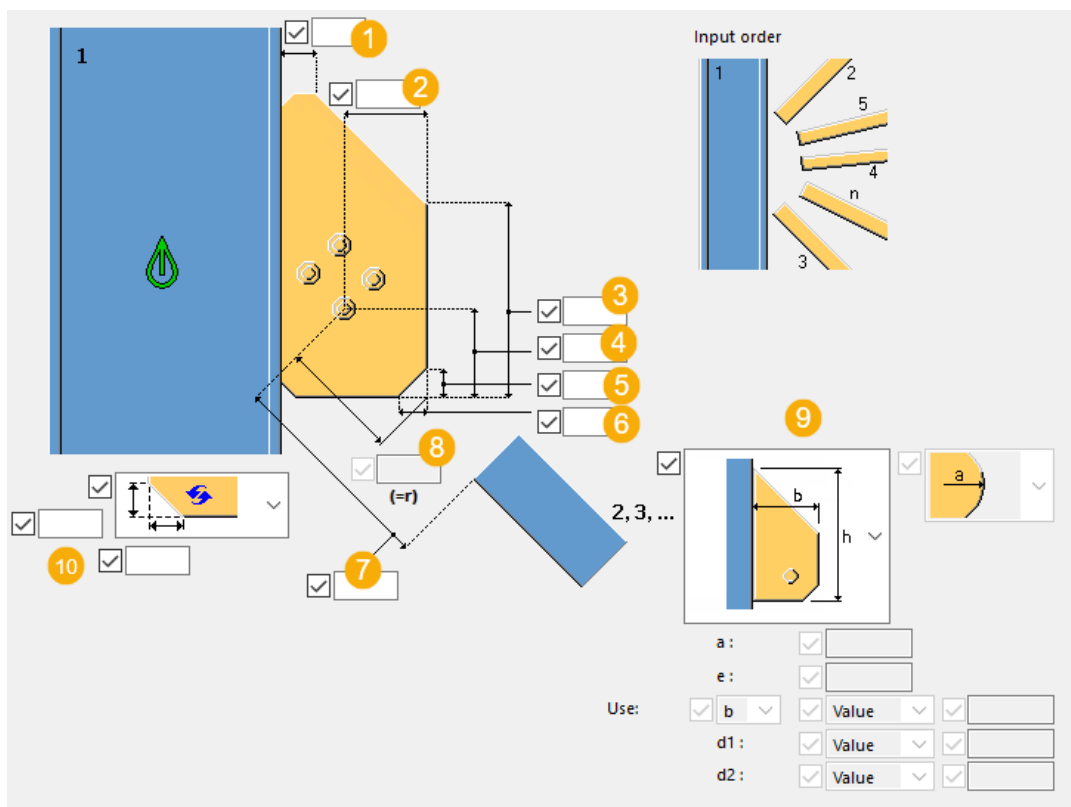 1
1
2
3
4
5
6
7
8
(=r)
2, 3, ...
10
Input order
1
2
5
4
n
3
9
b
h
a
a :
e :
Use:
b
Value
d1 :
Value
d2 :
Value